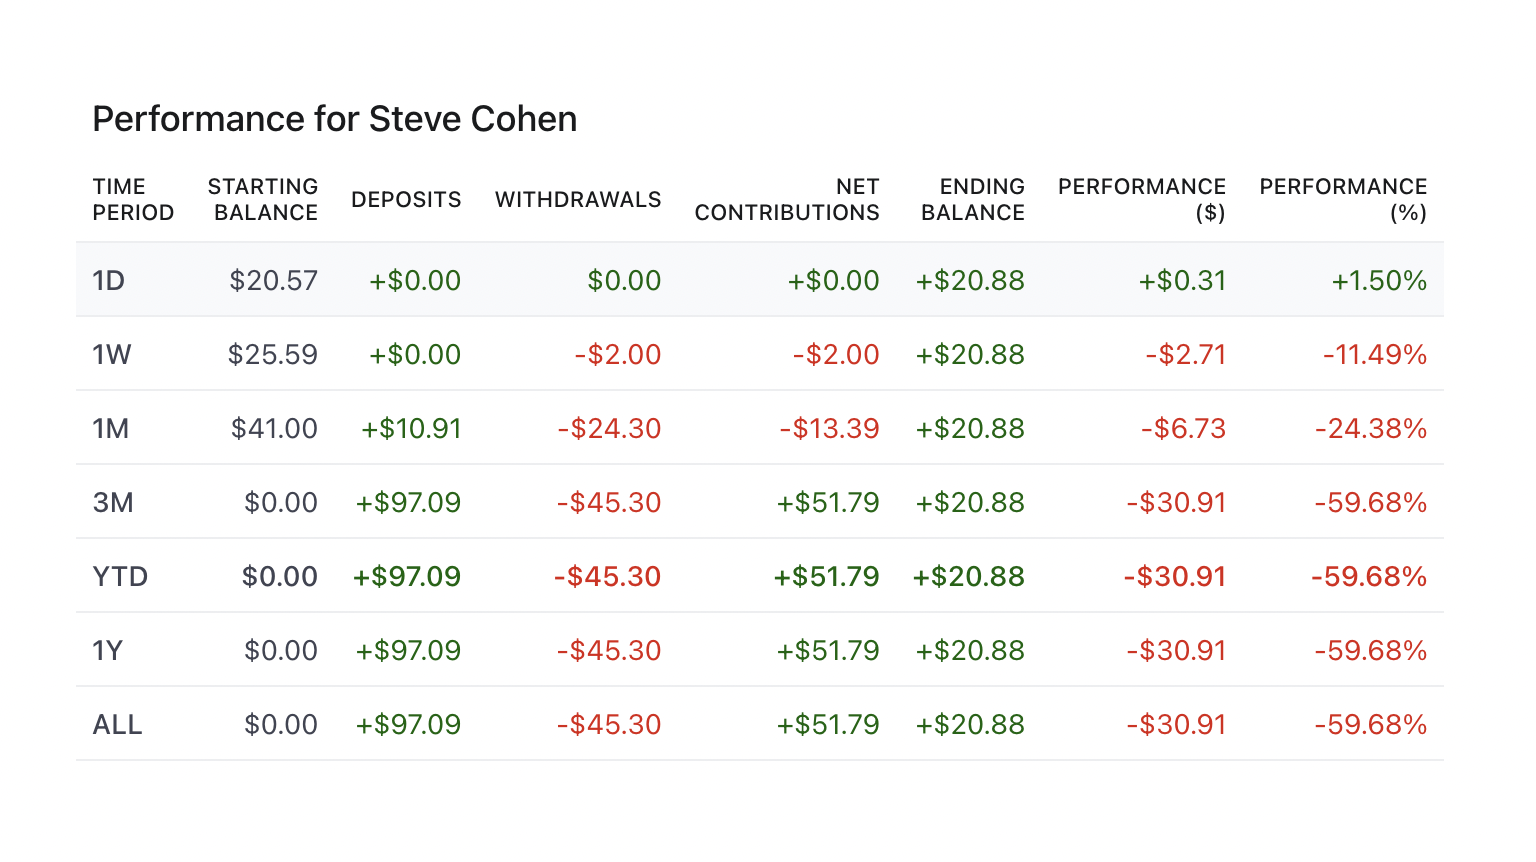 Performance for Steve Cohen
TIME PERIOD STARTING BALANCE DEPOSITS WITHDRAWALS NET CONTRIBUTIONS ENDING BALANCE PERFORMANCE ($) PERFORMANCE (%)
1D $20.57 +$0.00 $0.00 +$0.00 +$20.88 +$0.31 +1.50%
1W $25.59 +$0.00 -$2.00 -$2.00 +$20.88 -$2.71 -11.49%
1M $41.00 +$10.91 -$24.30 -$13.39 +$20.88 -$6.73 -24.38%
3M $0.00 +$97.09 -$45.30 +$51.79 +$20.88 -$30.91 -59.68%
YTD $0.00 +$97.09 -$45.30 +$51.79 +$20.88 -$30.91 -59.68%
1Y $0.00 +$97.09 -$45.30 +$51.79 +$20.88 -$30.91 -59.68%
ALL $0.00 +$97.09 -$45.30 +$51.79 +$20.88 -$30.91 -59.68%